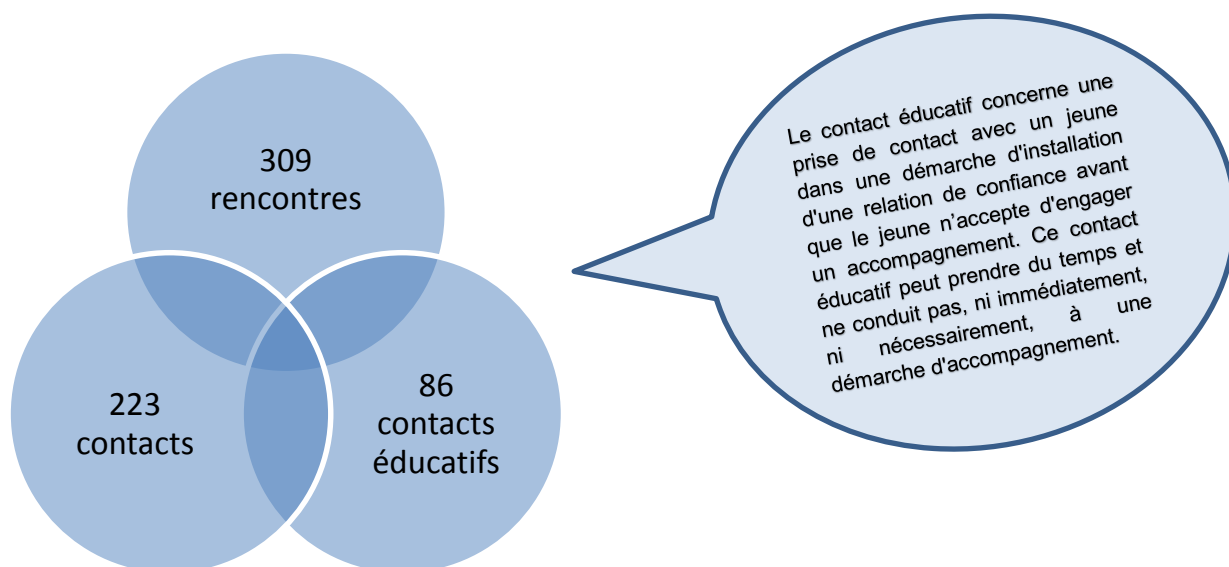 309
rencontres
223
contacts
86
contacts
éducatifs
Le contact éducatif concerne une
prise de contact avec un jeune
dans une démarche d'installation
d'une relation de confiance avant
que le jeune n’accepte d'engager
un accompagnement. Ce contact
éducatif peut prendre du temps et
ne conduit pas, ni immédiatement,
ni nécessairement, à une
démarche d'accompagnement.